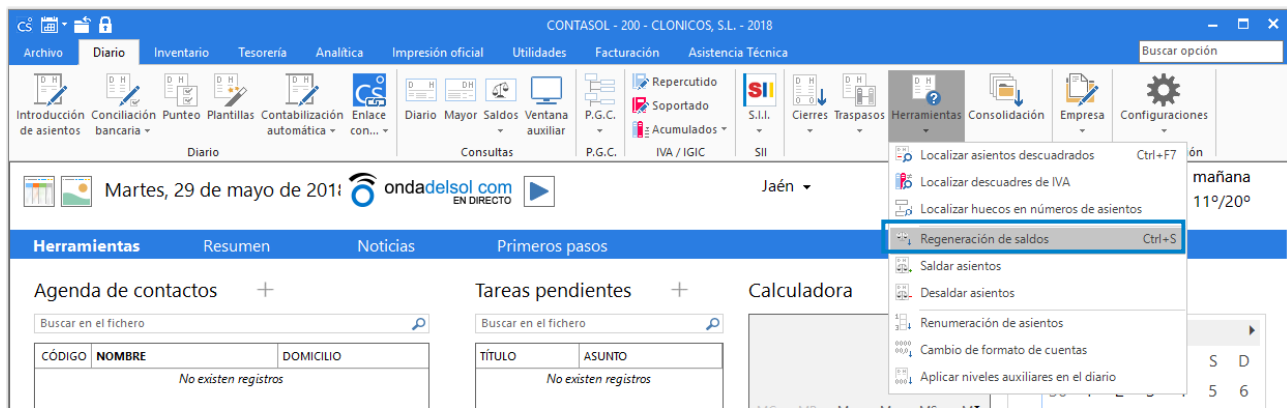 CONTASOL - 200 - CLONICOS, S.L. - 2018
Archivo Diario Inventario Tesorería Analítica Impresión oficial Utilidades Facturación Asistencia Técnica Buscar opción
Repercutido
Soportado
Acumulados
Introducción de asientos
Conciliación bancaria
Punteo
Plantillas
Contabilización automática
Enlace con...
Diario
Mayor
Saldos
Ventana auxiliar
P.G.C.
S.I.I.
Cierres
Traspasos
Herramientas
Consolidación
Empresa
Configuraciones
Diario Consultas P.G.C. IVA / IGIC SII
Localizar asientos descuadrados Ctrl+F7
Localizar descuadres de IVA
Localizar huecos en números de asientos
Regeneración de saldos Ctrl+S
Saldar asientos
Desaldar asientos
Renumeración de asientos
Cambio de formato de cuentas
Aplicar niveles auxiliares en el diario
Martes, 29 de mayo de 2018
ondadelsol com
EN DIRECTO
Jaén
mañana
11º/20º
Herramientas Resumen Noticias Primeros pasos
Agenda de contactos
Buscar en el fichero
CÓDIGO NOMBRE DOMICILIO
No existen registros
Tareas pendientes
Buscar en el fichero
TÍTULO ASUNTO
No existen registros
Calculadora
S D
5 6